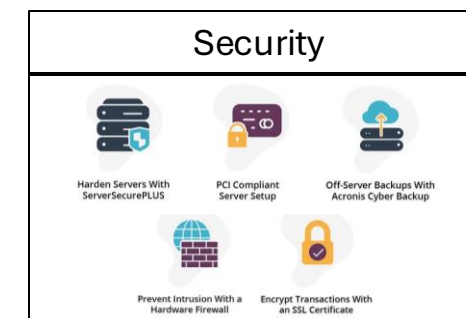 Security
Harden Servers With
ServerSecurePLUS
PCI Compliant
Server Setup
Off-Server Backups With
Acronis Cyber Backup
Prevent Intrusion With a
Hardware Firewall
Encrypt Transactions With
an SSL Certificate